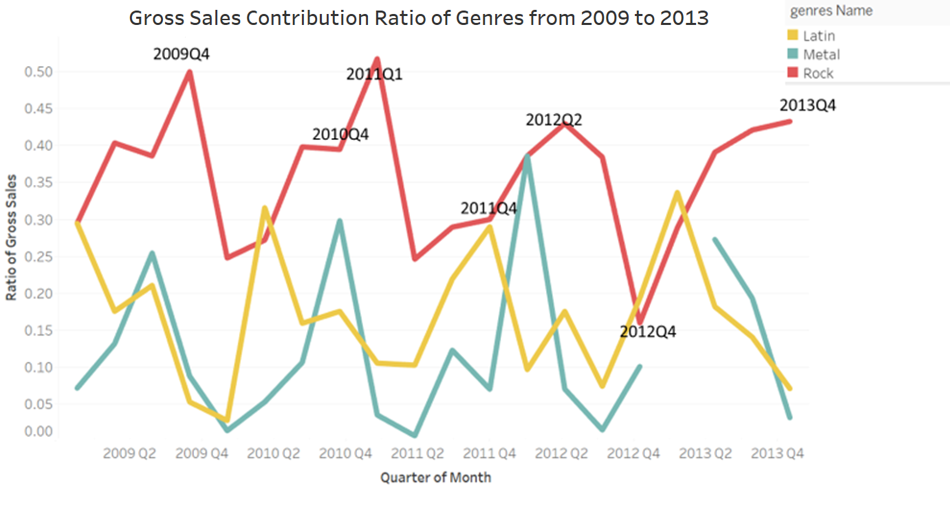 Gross Sales Contribution Ratio of Genres from 2009 to 2013
genres Name
Latin
Metal
Rock
2009Q4
2011Q1
2010Q4
2011Q4
2012Q2
2012Q4
2013Q4
Ratio of Gross Sales
0.50
0.45
0.40
0.35
0.30
0.25
0.20
0.15
0.10
0.05
0.00
2009 Q2 2009 Q4 2010 Q2 2010 Q4 2011 Q2 2011 Q4 2012 Q2 2012 Q4 2013 Q2 2013 Q4
Quarter of Month